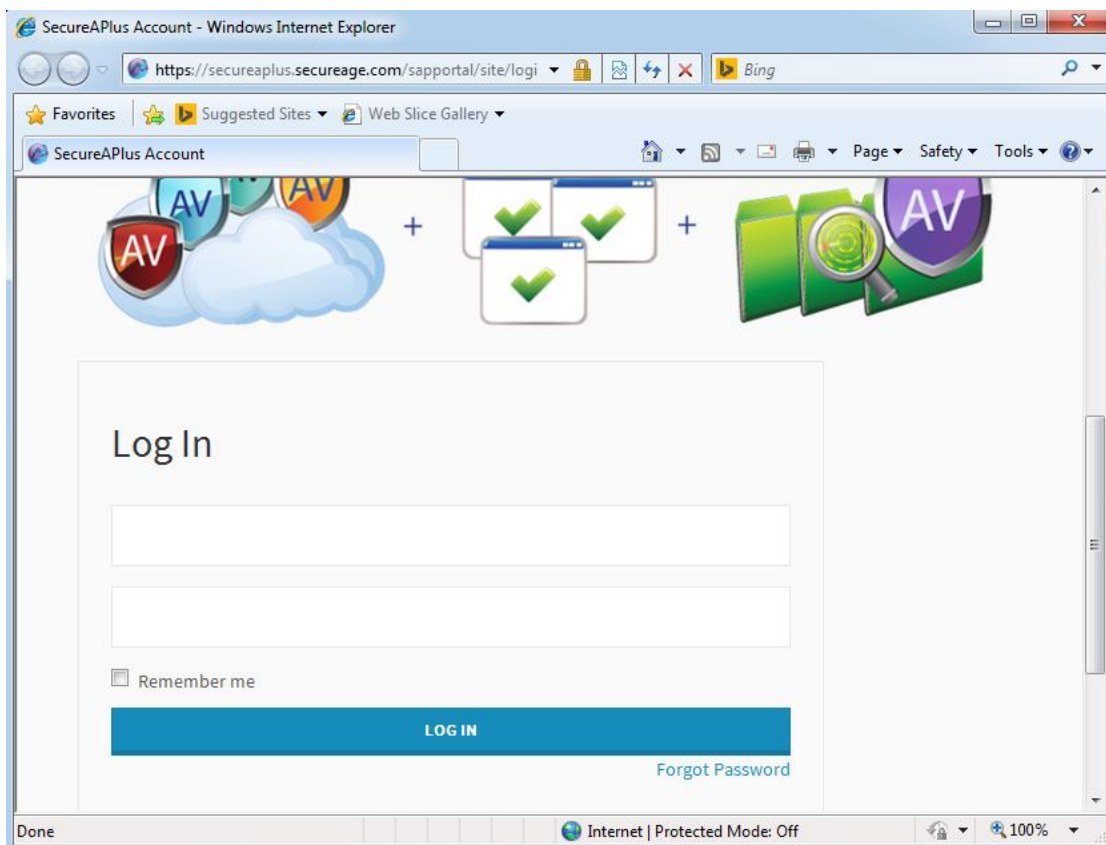 SecureAPlus Account - Windows Internet Explorer
https://secureaplus.secureage.com/sapportal/site/logi
Bing
Favorites Suggested Sites Web Slice Gallery
SecureAPlus Account Page Safety Tools
AV AV AV
AV
+ +
Log In
Remember me
LOG IN
Forgot Password
Done Internet | Protected Mode: Off 100%